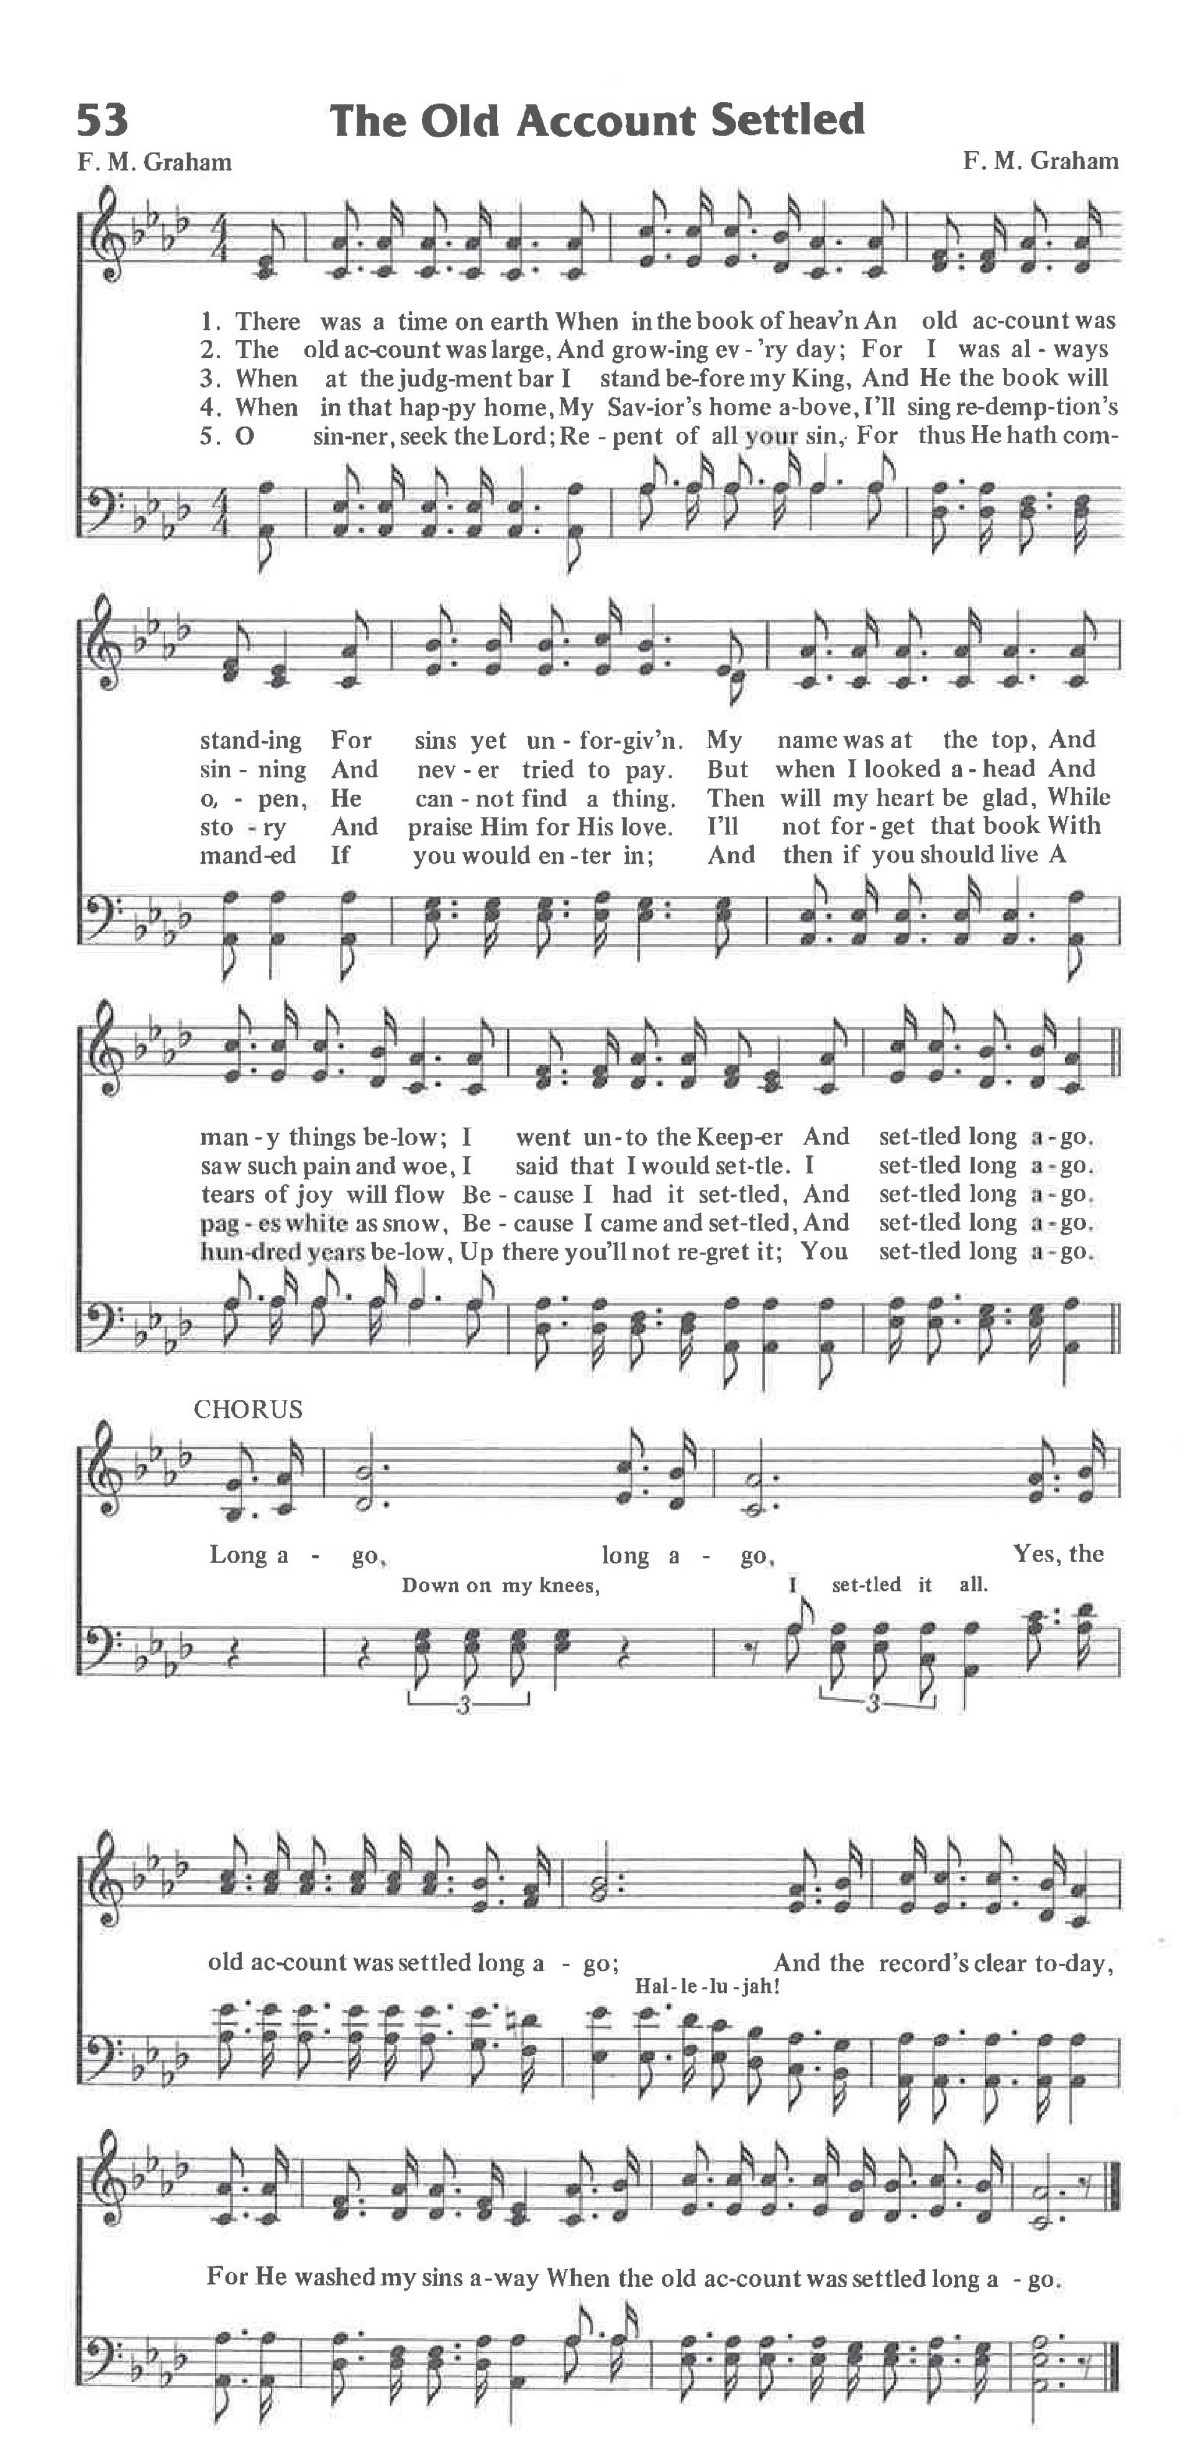 53 The Old Account Settled
F. M. Graham F. M. Graham
1. There was a time on earth When in the book of heav'n An old ac-count was
2. The old ac-count was large, And grow-ing ev-'ry day; For I was al-ways
3. When at the judg-ment bar I stand be-fore my King, And He the book will
4. When in that hap-py home, My Sav-ior's home a-bove, I'll sing re-demp-tion's
5. O sin-ner, seek the Lord; Re-pent of all your sin, For thus He hath com-
stand-ing For sins yet un-for-giv'n. My name was at the top, And
sin-ning And nev-er tried to pay. But when I looked a-head And
o, - pen, He can-not find a thing. Then will my heart be glad, While
sto-ry And praise Him for His love. I'll not for-get that book With
mand-ed If you would en-ter in; And then if you should live A
man-y things be-low; I went un-to the Keep-er And set-tled long a-go.
saw such pain and woe, I said that I would set-tle. I set-tled long a-go.
tears of joy will flow Be-cause I had it set-tled, And set-tled long a-go.
pag-es white as snow, Be-cause I came and set-tled, And set-tled long a-go.
hun-dred years be-low, Up there you'll not re-gret it; You set-tled long a-go.
CHORUS
Long a - go, long a - go, Yes, the
Down on my knees, I set-tled it all.
3 3
old ac-count was settled long a - go; And the record's clear to-day,
Hal-le-lu-jah!
For He washed my sins a-way When the old ac-count was settled long a - go.